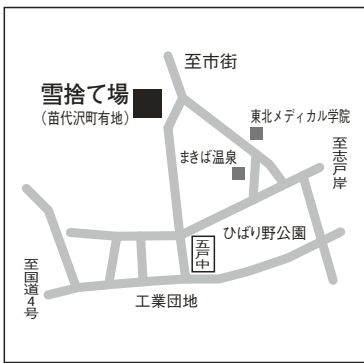 至市街
雪捨て場
(苗代沢町有地)
東北メディカル学院
まきば温泉
至志戸岸
ひばり野公園
五戸中
至国道4号
工業団地